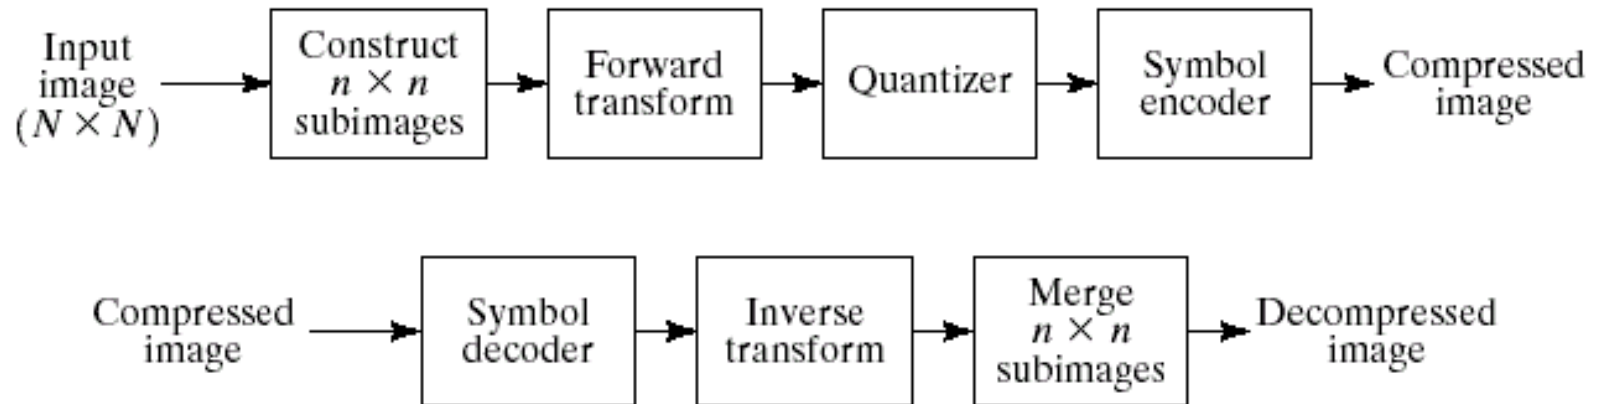 Input
image
(N × N)
Construct
n × n
subimages
Forward
transform
Quantizer
Symbol
encoder
Compressed
image
Compressed
image
Symbol
decoder
Inverse
transform
Merge
n × n
subimages
Decompressed
image